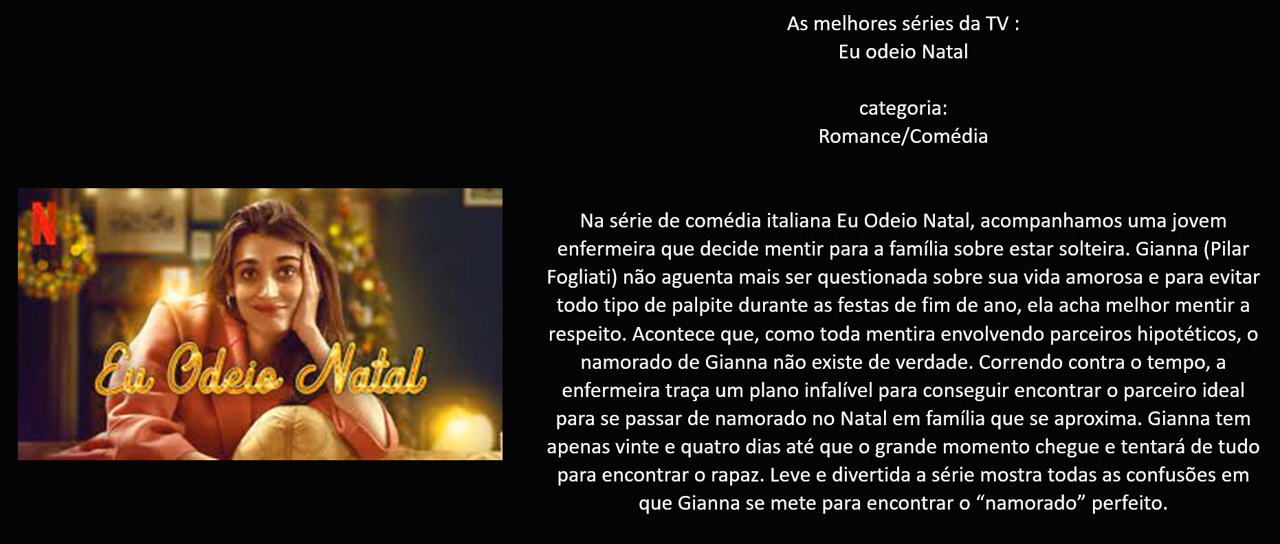 As melhores séries da TV :
Eu odeio Natal
categoria:
Romance/Comédia
N
Eu Odeio Natal
Na série de comédia italiana Eu Odeio Natal, acompanhamos uma jovem
enfermeira que decide mentir para a família sobre estar solteira. Gianna (Pilar
Fogliati) não aguenta mais ser questionada sobre sua vida amorosa e para evitar
todo tipo de palpite durante as festas de fim de ano, ela acha melhor mentir a
respeito. Acontece que, como toda mentira envolvendo parceiros hipotéticos, o
namorado de Gianna não existe de verdade. Correndo contra o tempo, a
enfermeira traça um plano infalível para conseguir encontrar o parceiro ideal
para se passar de namorado no Natal em família que se aproxima. Gianna tem
apenas vinte e quatro dias até que o grande momento chegue e tentará de tudo
para encontrar o rapaz. Leve e divertida a série mostra todas as confusões em
que Gianna se mete para encontrar o “namorado” perfeito.